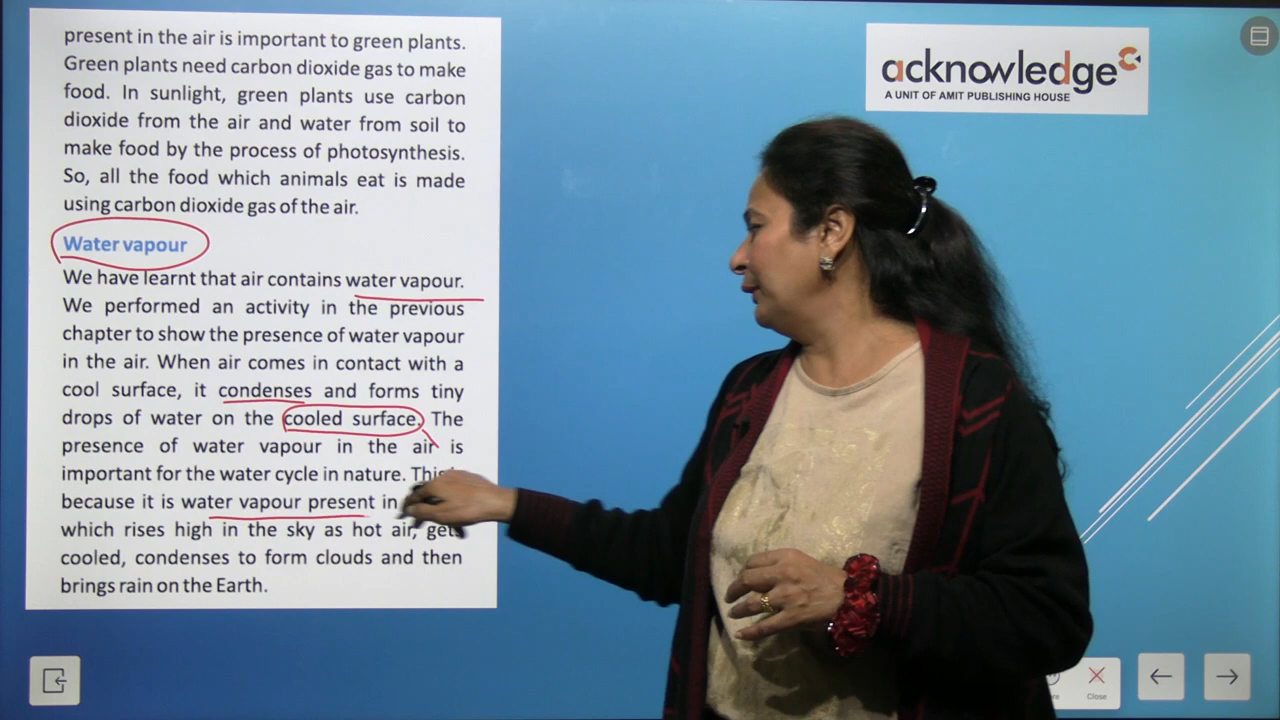 present in the air is important to green plants.
Green plants need carbon dioxide gas to make
food. In sunlight, green plants use carbon
dioxide from the air and water from soil to
make food by the process of photosynthesis.
So, all the food which animals eat is made
using carbon dioxide gas of the air.
Water vapour
We have learnt that air contains water vapour.
We performed an activity in the previous
chapter to show the presence of water vapour
in the air. When air comes in contact with a
cool surface, it condenses and forms tiny
drops of water on the cooled surface. The
presence of water vapour in the air is
important for the water cycle in nature.
because it is water vapour present in
which rises high in the sky as hot air, gets
cooled, condenses to form clouds and then
brings rain on the Earth.
acknowledge
A UNIT OF AMIT PUBLISHING HOUSE
Close